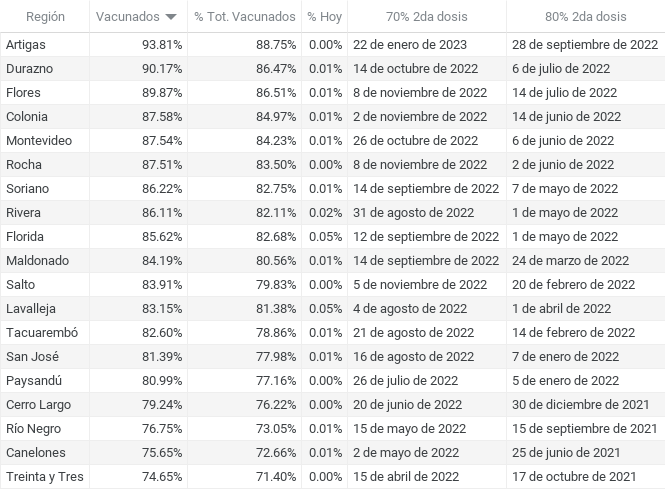 Región Vacunados % Tot. Vacunados % Hoy 70% 2da dosis 80% 2da dosis
Artigas 93.81% 88.75% 0.00% 22 de enero de 2023 28 de septiembre de 2022
Durazno 90.17% 86.47% 0.01% 14 de octubre de 2022 6 de julio de 2022
Flores 89.87% 86.51% 0.01% 8 de noviembre de 2022 14 de julio de 2022
Colonia 87.58% 84.97% 0.01% 2 de noviembre de 2022 14 de junio de 2022
Montevideo 87.54% 84.23% 0.01% 26 de octubre de 2022 6 de junio de 2022
Rocha 87.51% 83.50% 0.00% 8 de noviembre de 2022 2 de junio de 2022
Soriano 86.22% 82.75% 0.01% 14 de septiembre de 2022 7 de mayo de 2022
Rivera 86.11% 82.11% 0.02% 31 de agosto de 2022 1 de mayo de 2022
Florida 85.62% 82.68% 0.05% 12 de septiembre de 2022 1 de mayo de 2022
Maldonado 84.19% 80.56% 0.01% 14 de septiembre de 2022 24 de marzo de 2022
Salto 83.91% 79.83% 0.00% 5 de noviembre de 2022 20 de febrero de 2022
Lavalleja 83.15% 81.38% 0.05% 4 de agosto de 2022 1 de abril de 2022
Tacuarembó 82.60% 78.86% 0.01% 21 de agosto de 2022 14 de febrero de 2022
San José 81.39% 77.98% 0.01% 16 de agosto de 2022 7 de enero de 2022
Paysandú 80.99% 77.16% 0.00% 26 de julio de 2022 5 de enero de 2022
Cerro Largo 79.24% 76.22% 0.00% 20 de junio de 2022 30 de diciembre de 2021
Río Negro 76.75% 73.05% 0.01% 15 de mayo de 2022 15 de septiembre de 2021
Canelones 75.65% 72.66% 0.01% 2 de mayo de 2022 25 de junio de 2021
Treinta y Tres 74.65% 71.40% 0.00% 15 de abril de 2022 17 de octubre de 2021